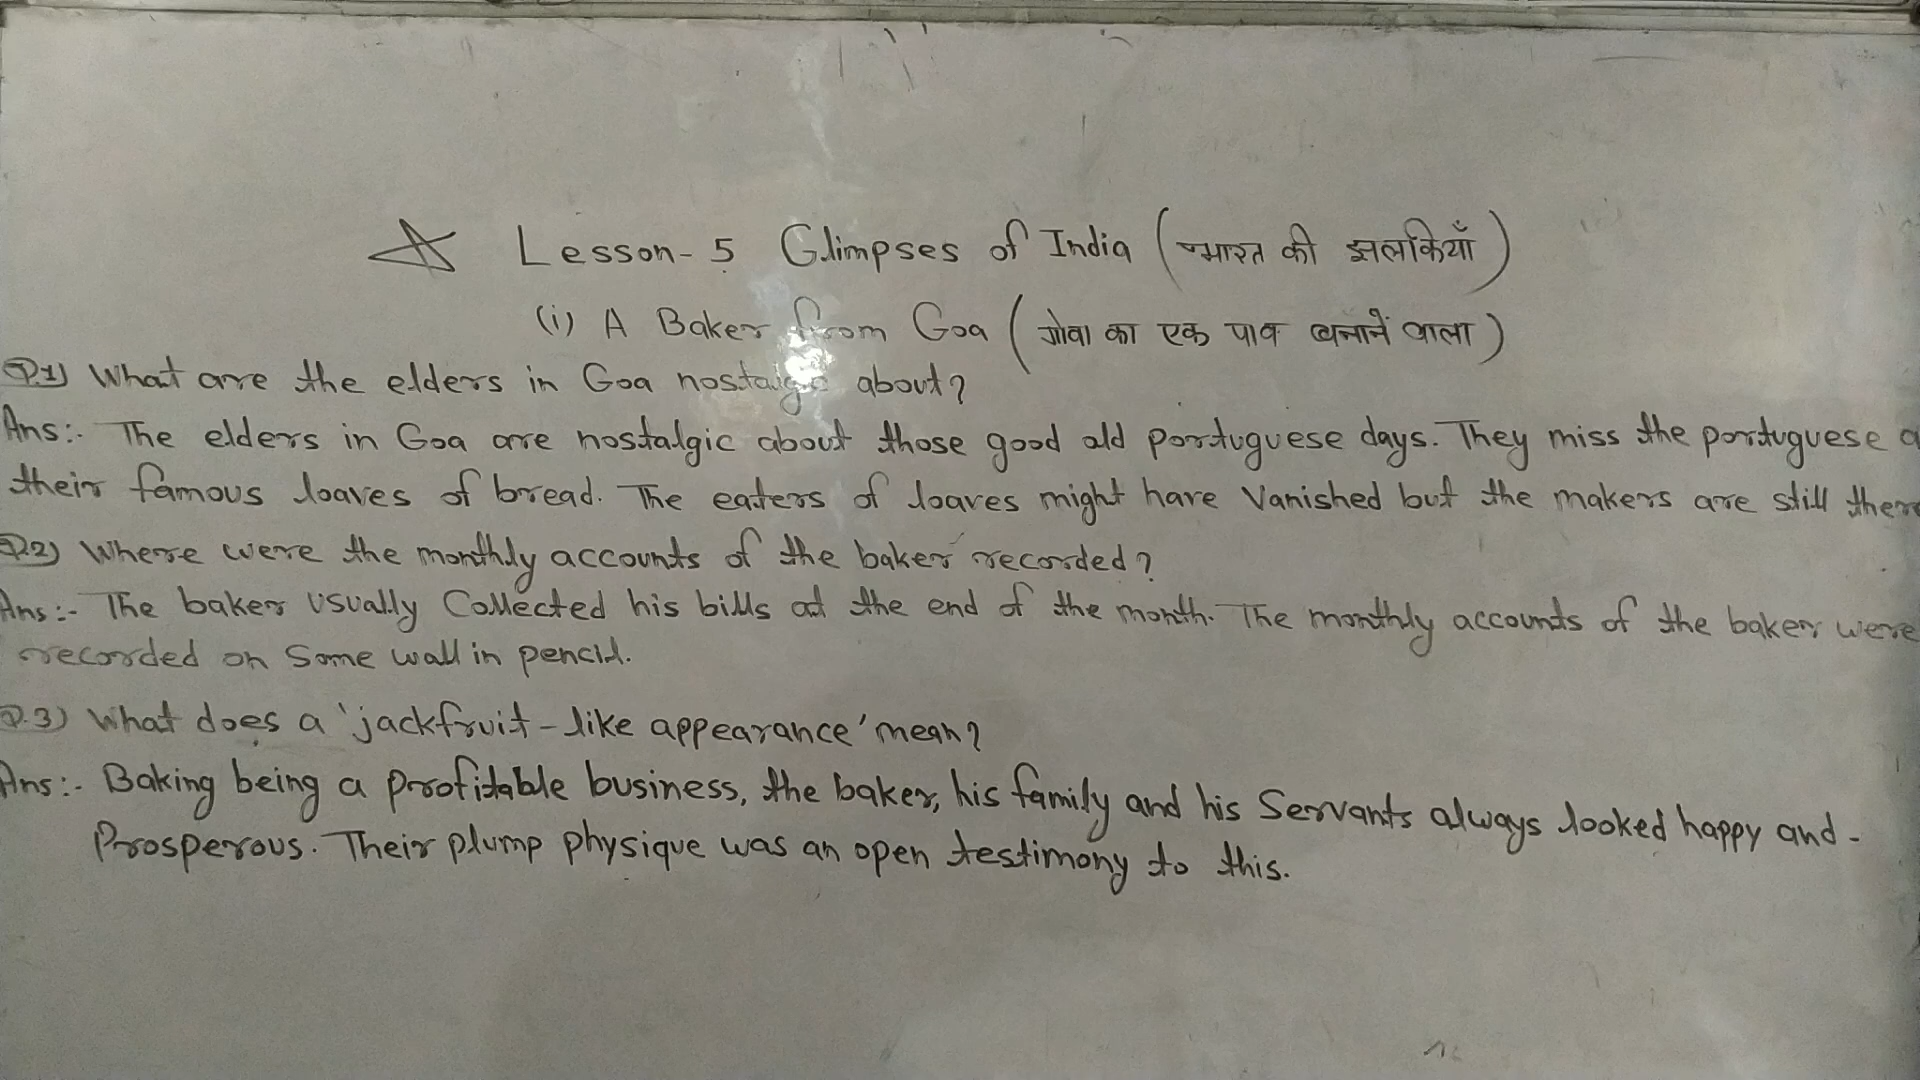 Lesson- 5 Glimpses of India (भारत की झलकियाँ)
(i) A Baker from Goa (गोवा का एक पाव बनानें वाला)
Q.1) What are the elders in Goa nostalgic about?
Ans:- The elders in Goa are nostalgic about those good old portuguese days. They miss the portuguese
their famous loaves of bread. The eaters of loaves might have Vanished but the makers are still there
Q.2) Where were the monthly accounts of the baker recorded?
Ans:- The baker usually Collected his bills at the end of the month. The monthly accounts of the baker were
recorded on Some wall in pencil.
Q.3) What does a 'jackfruit-like appearance' mean?
Ans:- Baking being a profitable business, the baker, his family and his Servants always looked happy and-
Prosperous. Their plump physique was an open testimony to this.